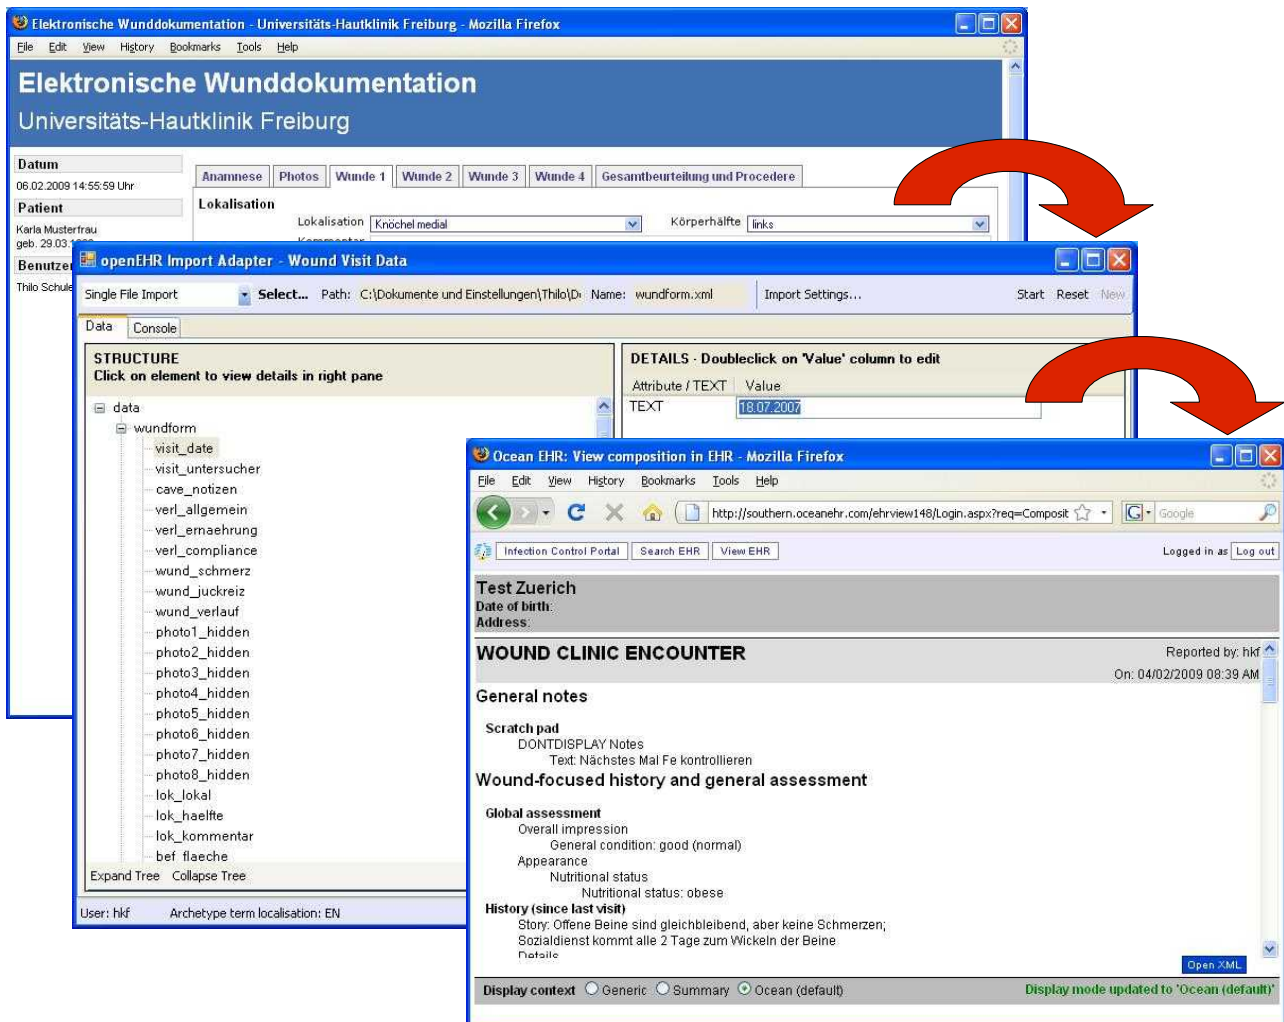 Elektronische Wunddokumentation - Universitäts-Hautklinik Freiburg - Mozilla Firefox
File Edit View History Bookmarks Tools Help
Elektronische Wunddokumentation
Universitäts-Hautklinik Freiburg
Datum
06.02.2009 14:55:59 Uhr
Patient
Karla Musterfrau
geb. 29.03.
Benutzer
Thilo Schule
Anamnese Photos Wunde 1 Wunde 2 Wunde 3 Wunde 4 Gesamtbeurteilung und Procedere
Lokalisation
Lokalisation Knöchel medial Körperhälfte links
Kommentar
openEHR Import Adapter - Wound Visit Data
Single File Import Select... Path: C:\Dokumente und Einstellungen\Thilo\De Name: wundform.xml Import Settings... Start Reset New
Data Console
STRUCTURE
Click on element to view details in right pane
data
wundform
visit_date
visit_untersucher
cave_notizen
verl_allgemein
verl_ernaehrung
verl_compliance
wund_schmerz
wund_juckreiz
wund_verlauf
photo1_hidden
photo2_hidden
photo3_hidden
photo4_hidden
photo5_hidden
photo6_hidden
photo7_hidden
photo8_hidden
lok_lokal
lok_haelfte
lok_kommentar
bef_flaeche
Expand Tree Collapse Tree
User: hkf Archetype term localisation: EN
DETAILS - Doubleclick on 'Value' column to edit
Attribute / TEXT Value
TEXT 18.07.2007
Ocean EHR: View composition in EHR - Mozilla Firefox
File Edit View History Bookmarks Tools Help
http://southern.oceanehr.com/ehrview148/Login.aspx?req=Composit G Google
Infection Control Portal Search EHR View EHR Logged in as Log out
Test Zuerich
Date of birth:
Address:
WOUND CLINIC ENCOUNTER Reported by: hkf
On: 04/02/2009 08:39 AM
General notes
Scratch pad
DONTDISPLAY Notes
Text: Nächstes Mal Fe kontrollieren
Wound-focused history and general assessment
Global assessment
Overall impression
General condition: good (normal)
Appearance
Nutritional status
Nutritional status: obese
History (since last visit)
Story: Offene Beine sind gleichbleibend, aber keine Schmerzen;
Sozialdienst kommt alle 2 Tage zum Wickeln der Beine
Details
Open XML
Display context Generic Summary Ocean (default) Display mode updated to 'Ocean (default)'